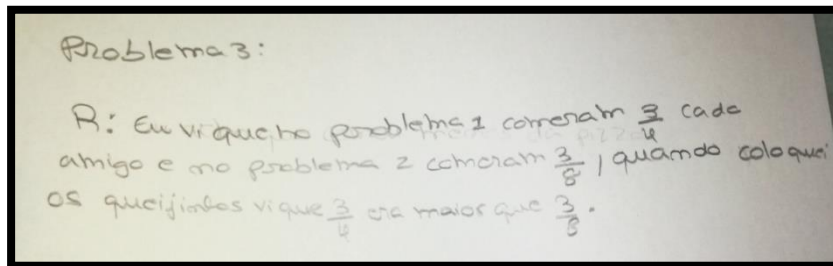 Problema 3:
R: Eu vi que no problema 1 comeram 3/4 cada
amigo e no problema 2 comeram 3/8, quando coloquei
os queijinhos vi que 3/4 era maior que 3/8.